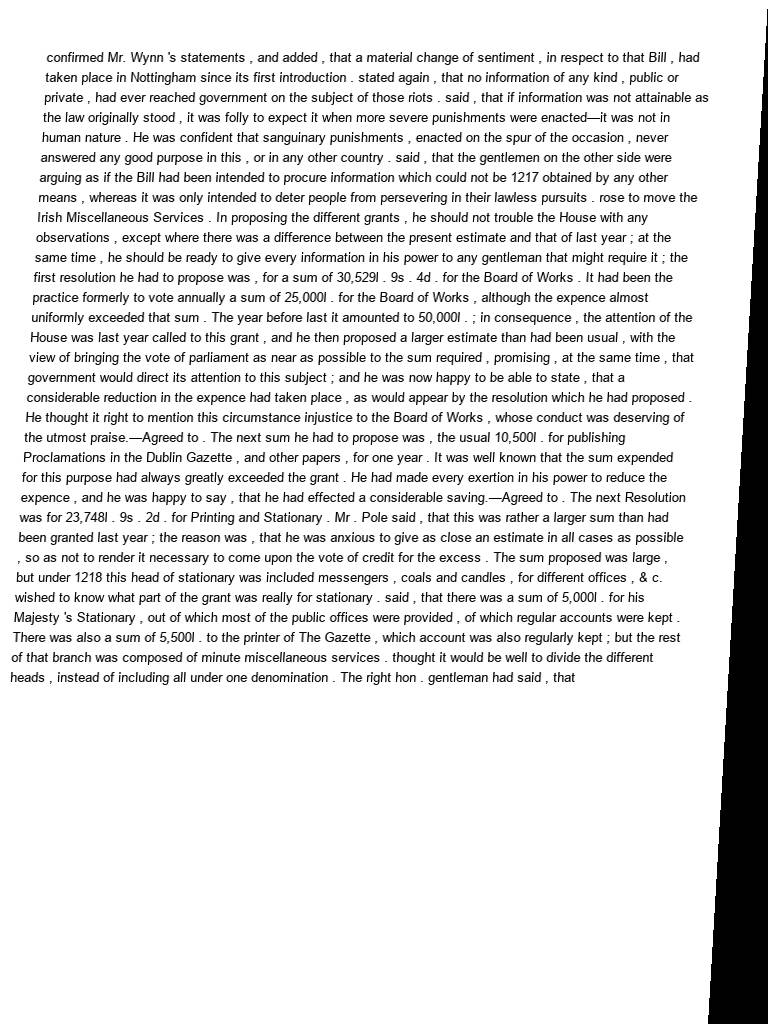 confirmed Mr. Wynn 's statements , and added , that a material change of sentiment , in respect to that Bill , had
taken place in Nottingham since its first introduction . stated again , that no information of any kind , public or
private , had ever reached government on the subject of those riots . said , that if information was not attainable as
the law originally stood , it was folly to expect it when more severe punishments were enacted—it was not in
human nature . He was confident that sanguinary punishments , enacted on the spur of the occasion , never
answered any good purpose in this , or in any other country . said , that the gentlemen on the other side were
arguing as if the Bill had been intended to procure information which could not be 1217 obtained by any other
means , whereas it was only intended to deter people from persevering in their lawless pursuits . rose to move the
Irish Miscellaneous Services . In proposing the different grants , he should not trouble the House with any
observations , except where there was a difference between the present estimate and that of last year ; at the
same time , he should be ready to give every information in his power to any gentleman that might require it ; the
first resolution he had to propose was , for a sum of 30,529l . 9s . 4d . for the Board of Works . It had been the
practice formerly to vote annually a sum of 25,000l . for the Board of Works , although the expence almost
uniformly exceeded that sum . The year before last it amounted to 50,000l . ; in consequence , the attention of the
House was last year called to this grant , and he then proposed a larger estimate than had been usual , with the
view of bringing the vote of parliament as near as possible to the sum required , promising , at the same time , that
government would direct its attention to this subject ; and he was now happy to be able to state , that a
considerable reduction in the expence had taken place , as would appear by the resolution which he had proposed .
He thought it right to mention this circumstance injustice to the Board of Works , whose conduct was deserving of
the utmost praise.—Agreed to . The next sum he had to propose was , the usual 10,500l . for publishing
Proclamations in the Dublin Gazette , and other papers , for one year . It was well known that the sum expended
for this purpose had always greatly exceeded the grant . He had made every exertion in his power to reduce the
expence , and he was happy to say , that he had effected a considerable saving.—Agreed to . The next Resolution
was for 23,748l . 9s . 2d . for Printing and Stationary . Mr . Pole said , that this was rather a larger sum than had
been granted last year ; the reason was , that he was anxious to give as close an estimate in all cases as possible
, so as not to render it necessary to come upon the vote of credit for the excess . The sum proposed was large ,
but under 1218 this head of stationary was included messengers , coals and candles , for different offices , & c.
wished to know what part of the grant was really for stationary . said , that there was a sum of 5,000l . for his
Majesty 's Stationary , out of which most of the public offices were provided , of which regular accounts were kept .
There was also a sum of 5,500l . to the printer of The Gazette , which account was also regularly kept ; but the rest
of that branch was composed of minute miscellaneous services . thought it would be well to divide the different
heads , instead of including all under one denomination . The right hon . gentleman had said , that